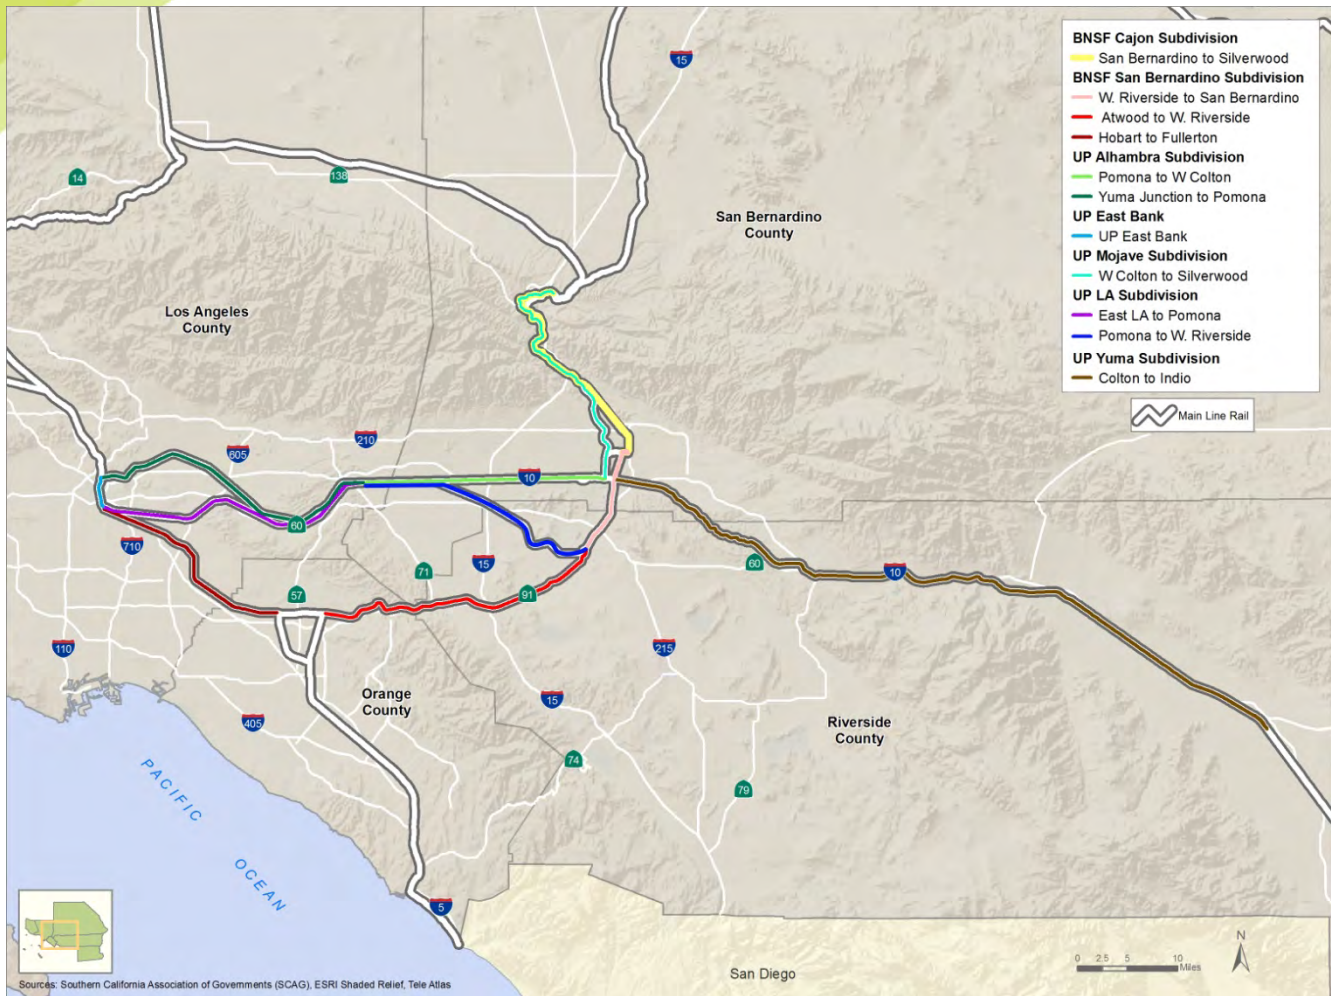 BNSF Cajon Subdivision
San Bernardino to Silverwood
BNSF San Bernardino Subdivision
W. Riverside to San Bernardino
Atwood to W. Riverside
Hobart to Fullerton
UP Alhambra Subdivision
Pomona to W Colton
Yuma Junction to Pomona
UP East Bank
UP East Bank
UP Mojave Subdivision
W Colton to Silverwood
UP LA Subdivision
East LA to Pomona
Pomona to W. Riverside
UP Yuma Subdivision
Colton to Indio
Main Line Rail
15
14
138
San Bernardino
County
Los Angeles
County
210
605
10
60
710
71
15
60
10
57
91
110
215
Orange
County
15
405
Riverside
County
74
79
PACIFIC
OCEAN
5
N
0 2.5 5 10
Miles
San Diego
Sources: Southern California Association of Governments (SCAG), ESRI Shaded Relief, Tele Atlas